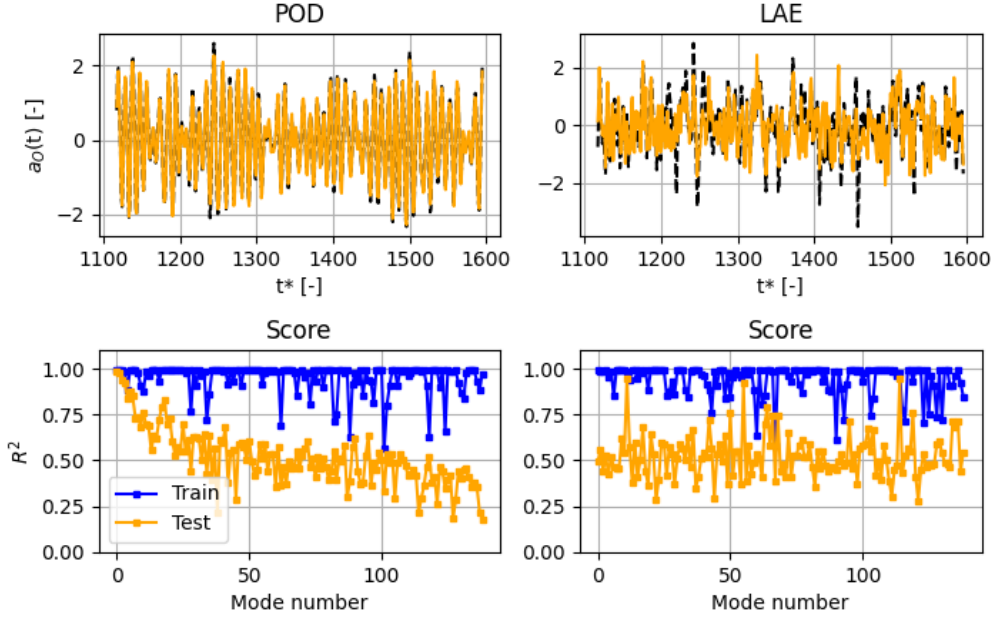 POD
LAE
a₀(t) [-]
2
0
−2
1100 1200 1300 1400 1500 1600
t* [-]
2
0
−2
1100 1200 1300 1400 1500 1600
t* [-]
Score
Score
R²
1.00
0.75
0.50
0.25
0.00
Train
Test
0 50 100
Mode number
1.00
0.75
0.50
0.25
0.00
0 50 100
Mode number